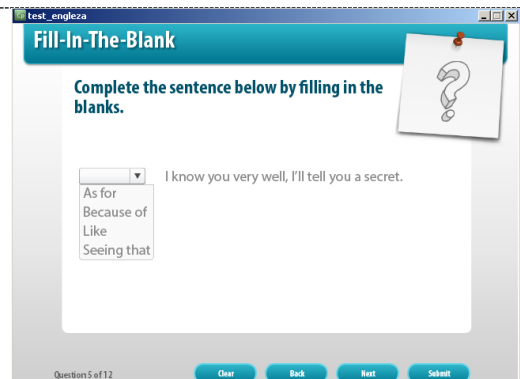 test_engleza
Fill-In-The-Blank
Complete the sentence below by filling in the
blanks.
I know you very well, I'll tell you a secret.
As for
Because of
Like
Seeing that
Question 5 of 12
Clear
Back
Next
Submit